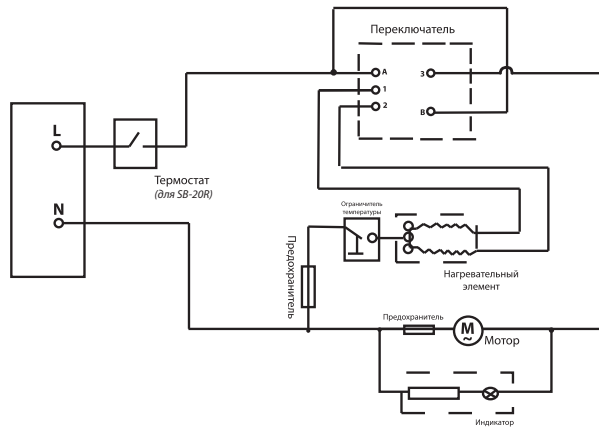 Переключатель
A
3
1
2
B
L
Термостат
(для SB-20R)
N
Ограничитель
температуры
Предохранитель
Нагревательный
элемент
Предохранитель
M
~
Мотор
Индикатор